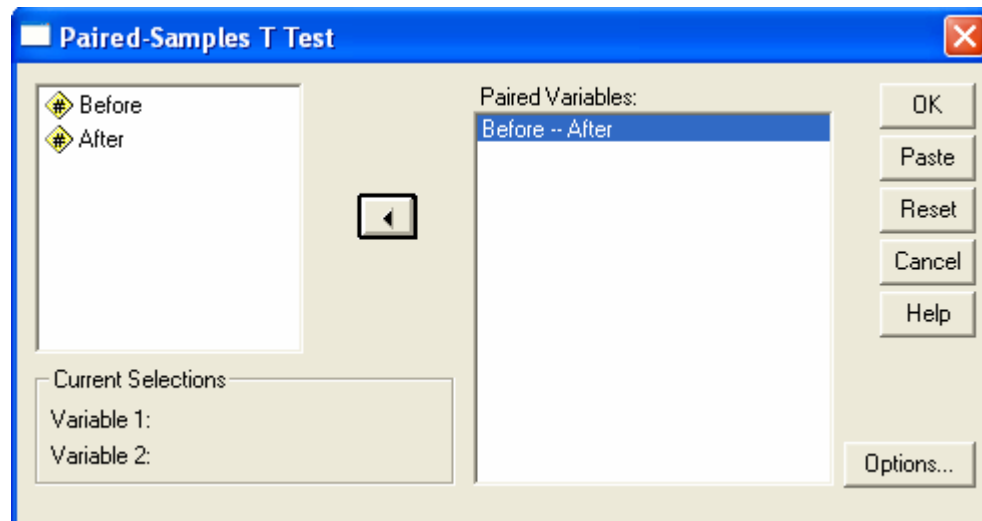 Paired-Samples T Test
Before
After
Paired Variables:
Before -- After
OK
Paste
Reset
Cancel
Help
Current Selections
Variable 1:
Variable 2:
Options...